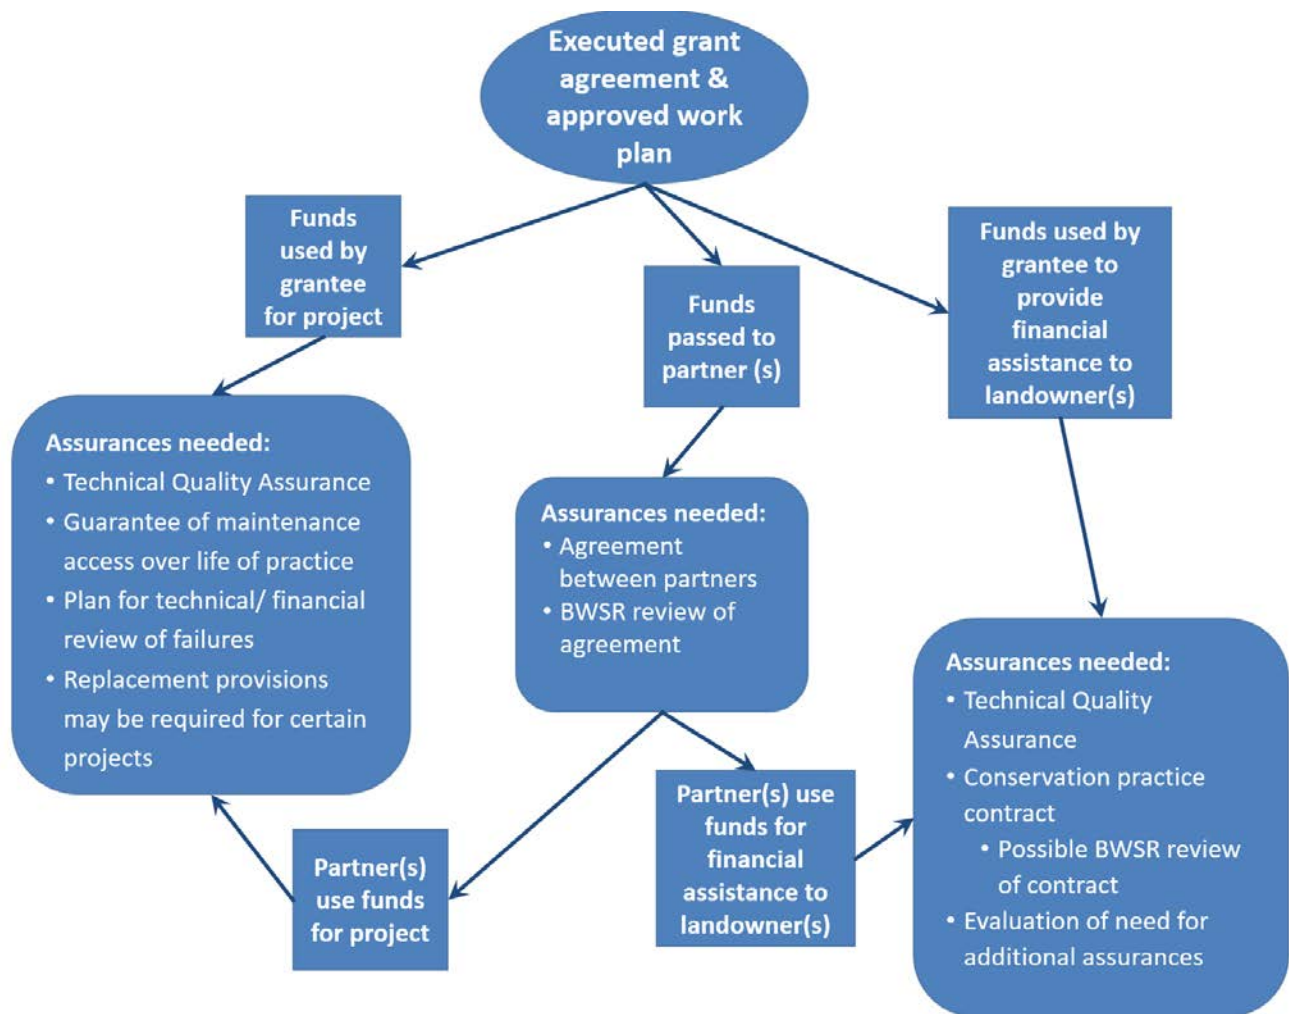 Executed grant
agreement &
approved work
plan
Funds
used by
grantee
for project
Funds
passed to
partner (s)
Funds used by
grantee to
provide
financial
assistance to
landowner(s)
Assurances needed:
• Technical Quality Assurance
• Guarantee of maintenance
access over life of practice
• Plan for technical/ financial
review of failures
• Replacement provisions
may be required for certain
projects
Assurances needed:
• Agreement
between partners
• BWSR review of
agreement
Assurances needed:
• Technical Quality
Assurance
• Conservation practice
contract
• Possible BWSR review
of contract
• Evaluation of need for
additional assurances
Partner(s)
use funds
for project
Partner(s) use
funds for
financial
assistance to
landowner(s)